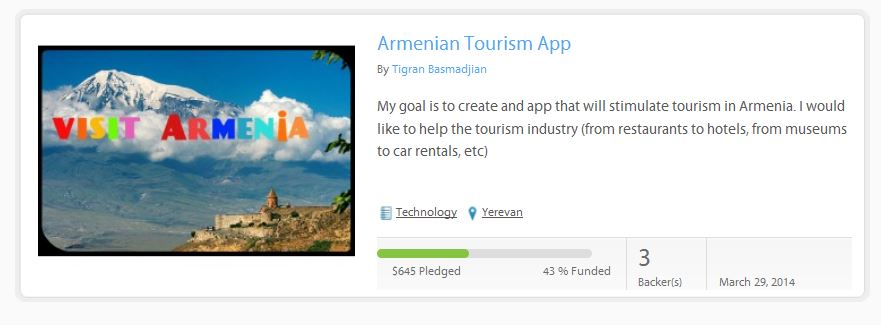 VISIT ARMENIA
Armenian Tourism App
By Tigran Basmadjian
My goal is to create and app that will stimulate tourism in Armenia. I would
like to help the tourism industry (from restaurants to hotels, from museums
to car rentals, etc)
Technology Yerevan
$645 Pledged 43 % Funded
3
Backer(s)
March 29, 2014